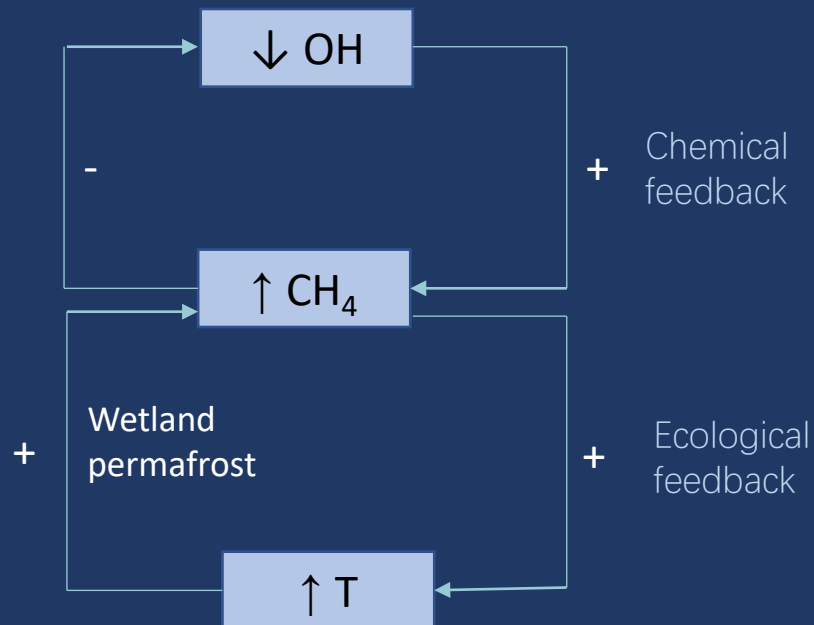 ↓ OH
-
+
Chemical
feedback
↑ CH₄
Wetland
permafrost
+
+
Ecological
feedback
↑ T